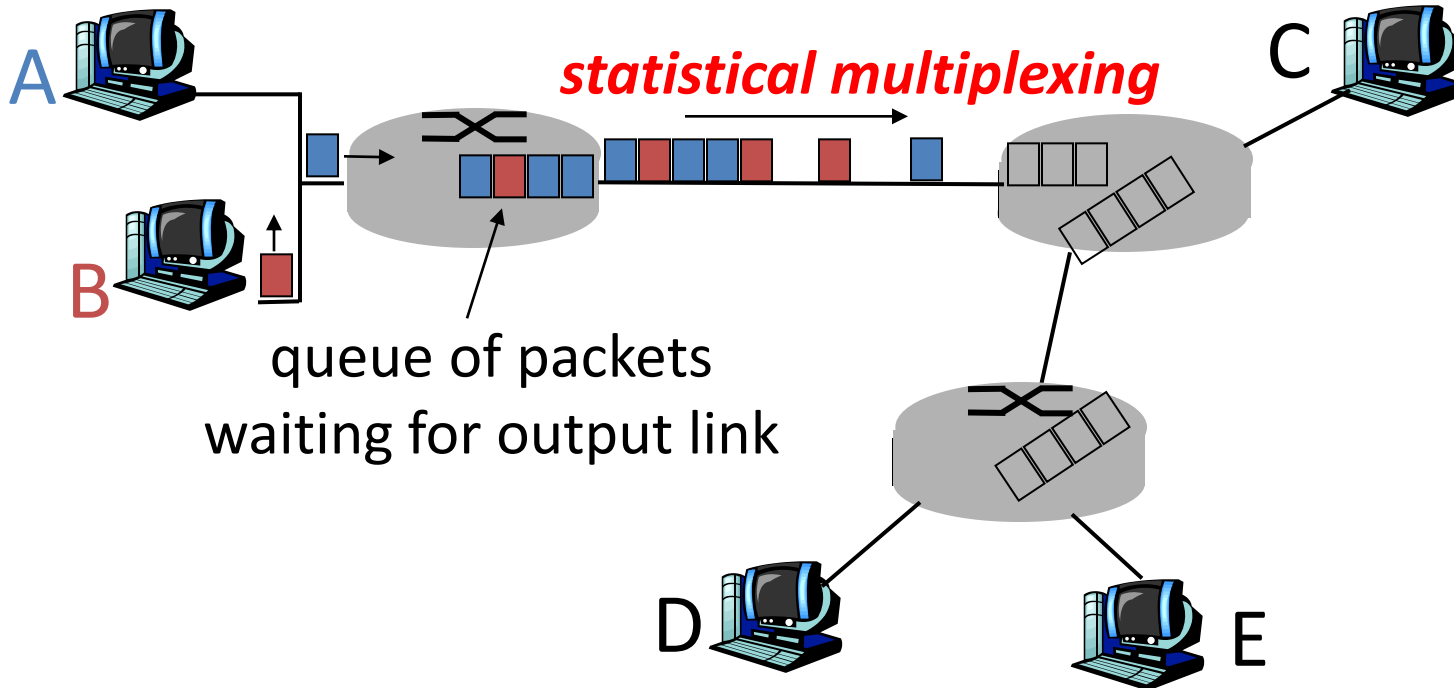 A
statistical multiplexing
C
B
queue of packets
waiting for output link
D
E